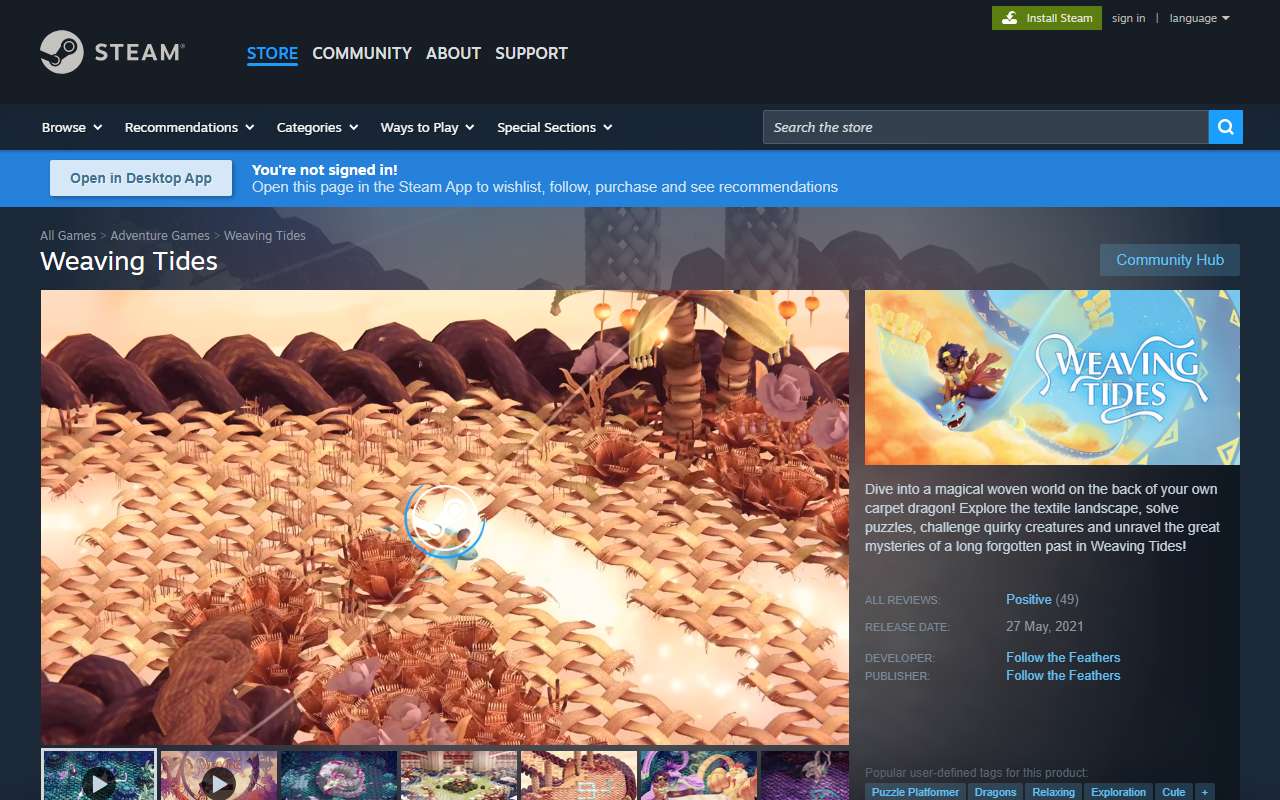 Install Steam
sign in | language
STEAM®
STORE COMMUNITY ABOUT SUPPORT
Browse Recommendations Categories Ways to Play Special Sections
Search the store
Open in Desktop App
You're not signed in!
Open this page in the Steam App to wishlist, follow, purchase and see recommendations
All Games > Adventure Games > Weaving Tides
Weaving Tides
Community Hub
WEAVING
TIDES
Dive into a magical woven world on the back of your own
carpet dragon! Explore the textile landscape, solve
puzzles, challenge quirky creatures and unravel the great
mysteries of a long forgotten past in Weaving Tides!
ALL REVIEWS: Positive (49)
RELEASE DATE: 27 May, 2021
DEVELOPER: Follow the Feathers
PUBLISHER: Follow the Feathers
Popular user-defined tags for this product:
Puzzle Platformer Dragons Relaxing Exploration Cute +
WEAVING